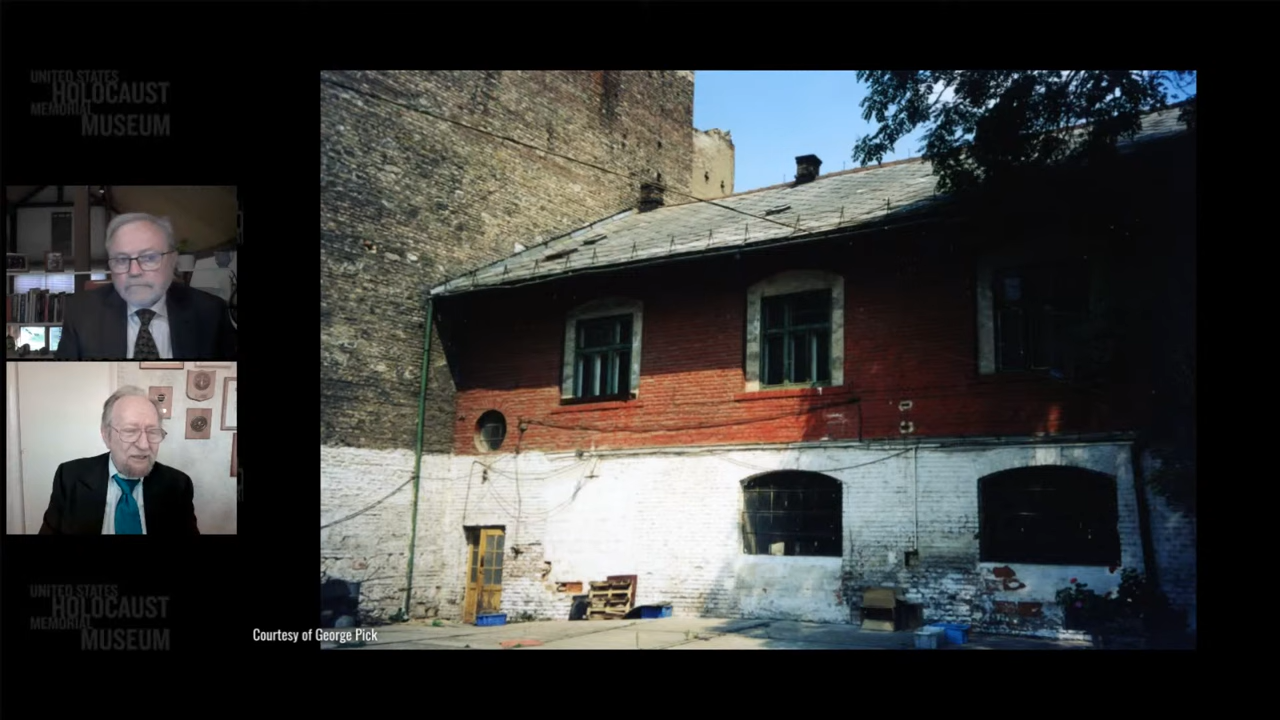 UNITED STATES
HOLOCAUST
MEMORIAL
MUSEUM
UNITED STATES
HOLOCAUST
MEMORIAL
MUSEUM
Courtesy of George Pick